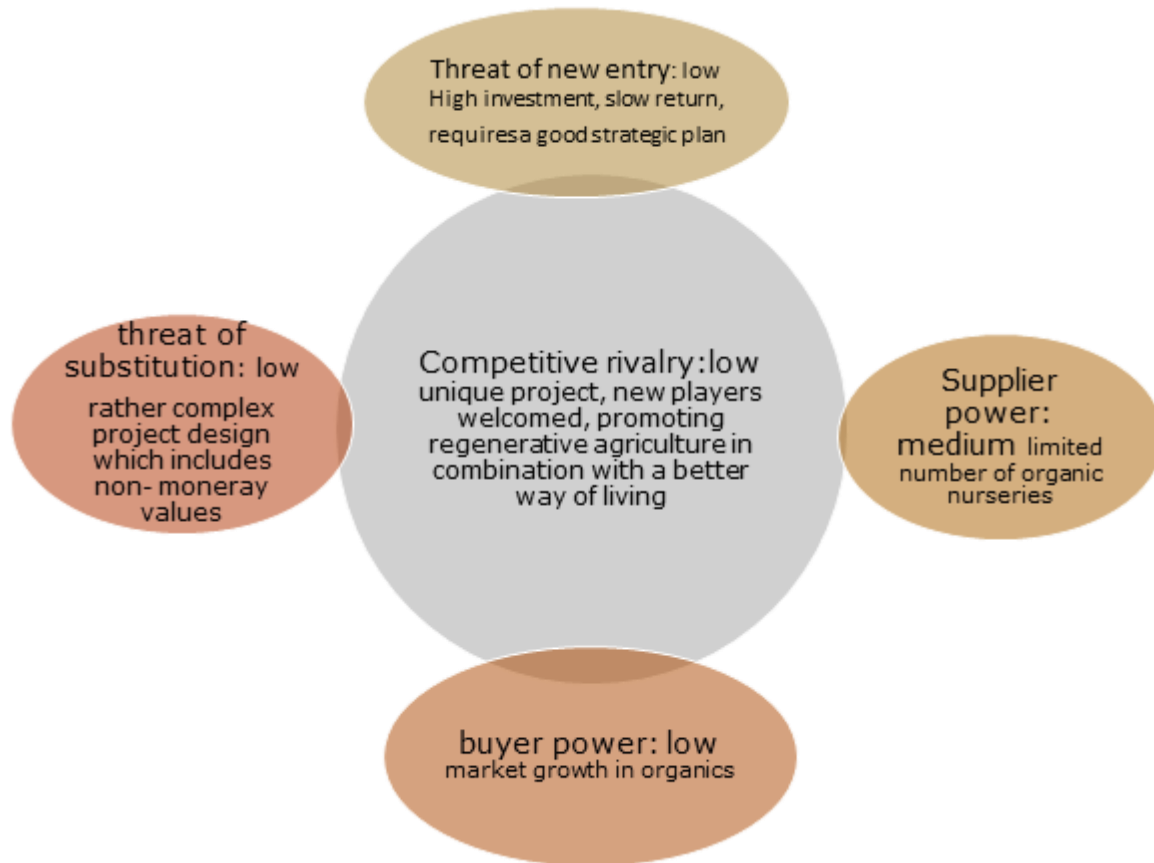 Threat of new entry: low
High investment, slow return,
requiresa good strategic plan
threat of
substitution: low
rather complex
project design
which includes
non- moneray
values
Competitive rivalry:low
unique project, new players
welcomed, promoting
regenerative agriculture in
combination with a better
way of living
Supplier
power:
medium limited
number of organic
nurseries
buyer power: low
market growth in organics